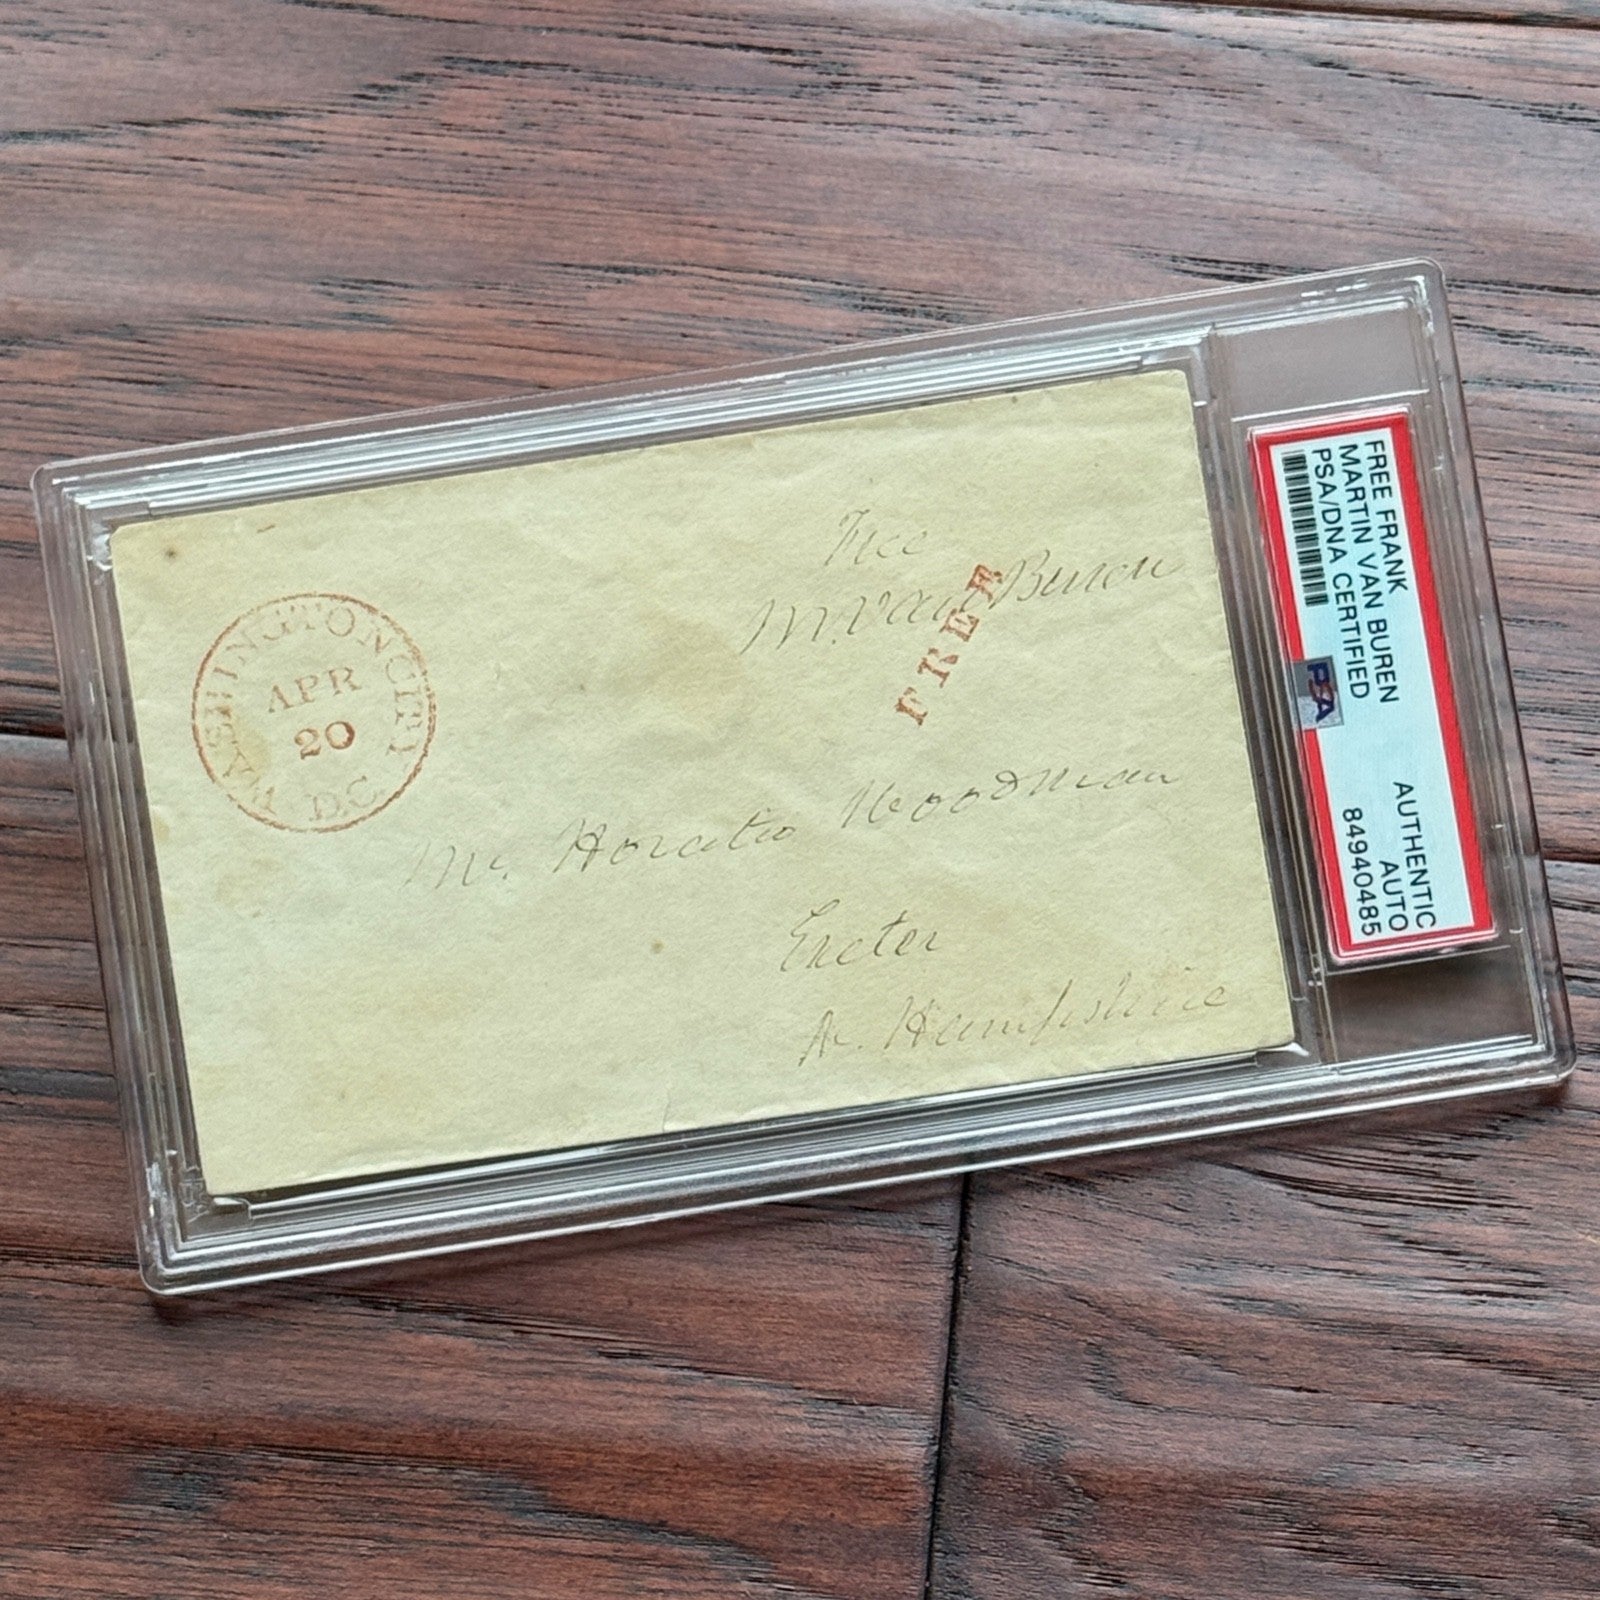 Free
M. Van Buren
FREE
WASHINGTON CITY
APR
20
D.C.
Mr. Horatio Woodman
Exeter
N. Hampshire
FREE FRANK
MARTIN VAN BUREN
PSA/DNA CERTIFIED
AUTHENTIC
AUTO
84940485
PSA